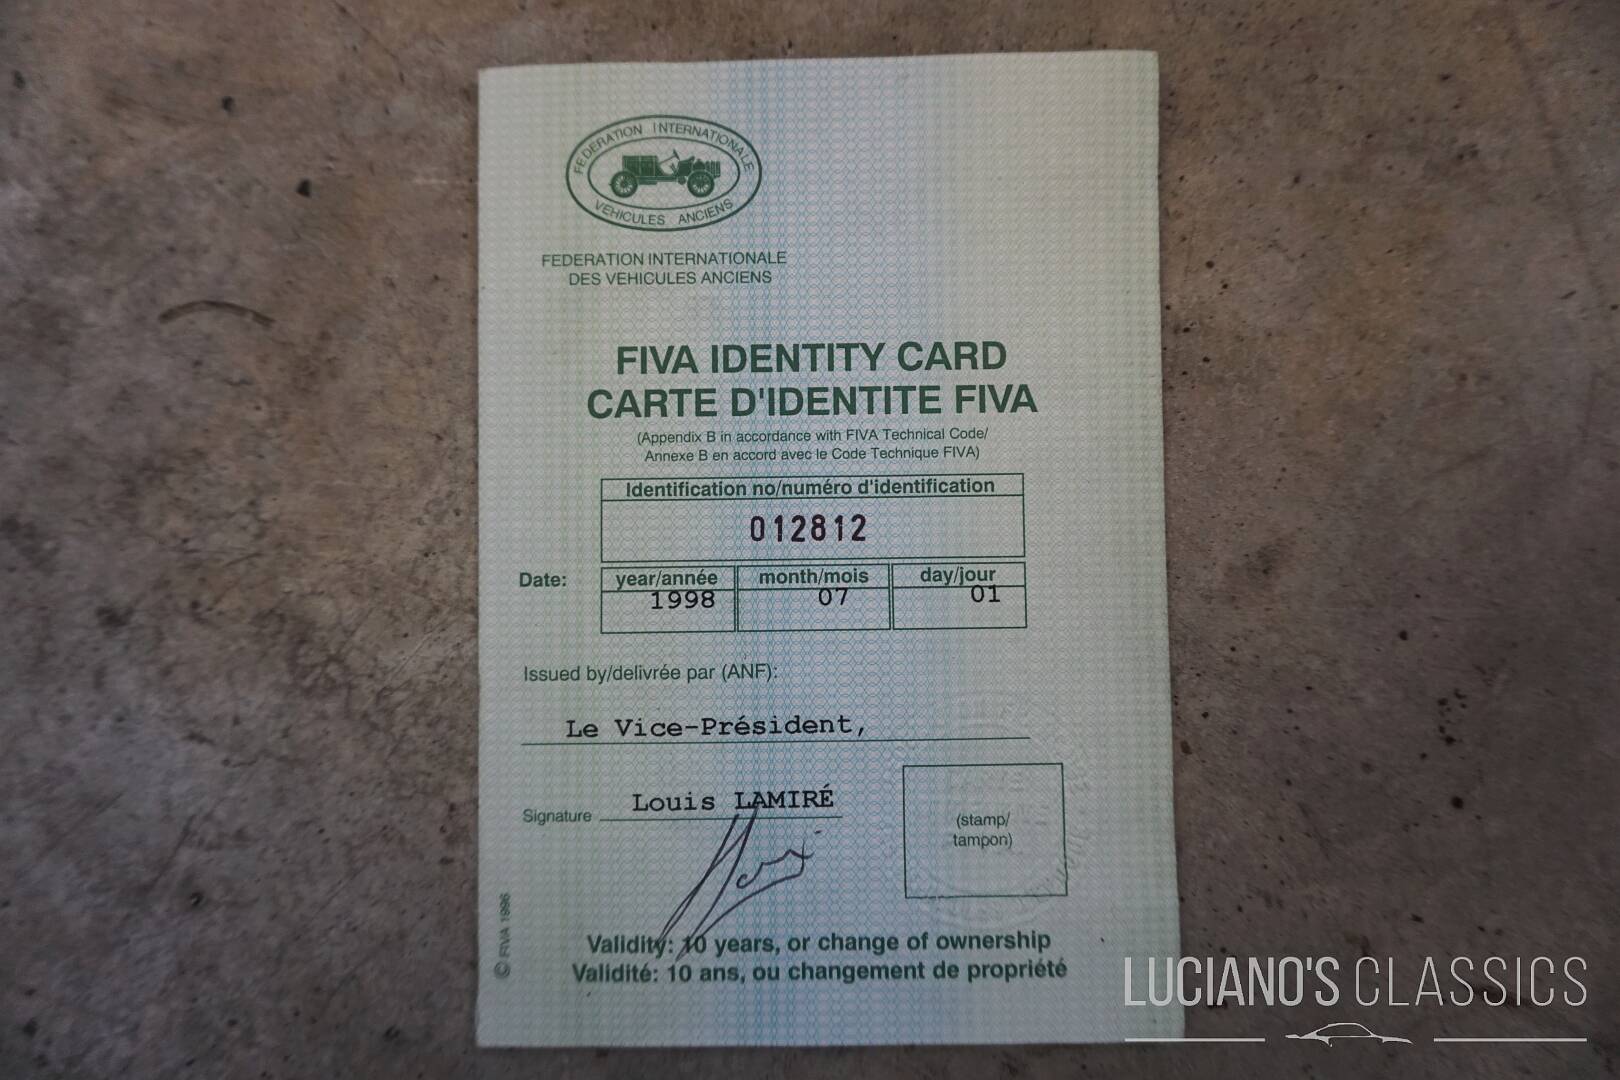 FEDERATION INTERNATIONALE
VEHICULES ANCIENS
FEDERATION INTERNATIONALE
DES VEHICULES ANCIENS
FIVA IDENTITY CARD
CARTE D'IDENTITE FIVA
(Appendix B in accordance with FIVA Technical Code/
Annexe B en accord avec le Code Technique FIVA)
Identification no/numéro d'identification
012812
Date: year/année month/mois day/jour
1998 07 01
Issued by/delivrée par (ANF):
Le Vice-Président,
Louis LAMIRÉ
Signature
(stamp/
tampon)
© FIVA 1996
Validity: 10 years, or change of ownership
Validité: 10 ans, ou changement de propriété
LUCIANO'S CLASSICS